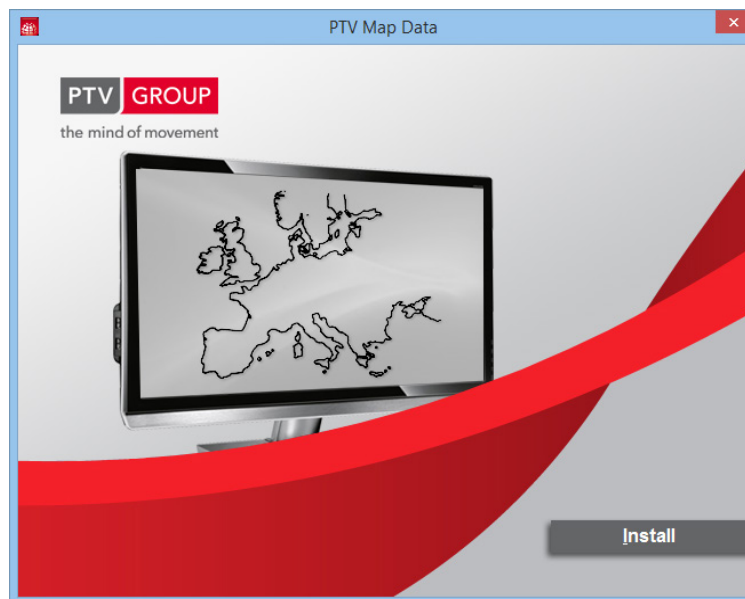 PTV Map Data
PTV GROUP
the mind of movement
Install